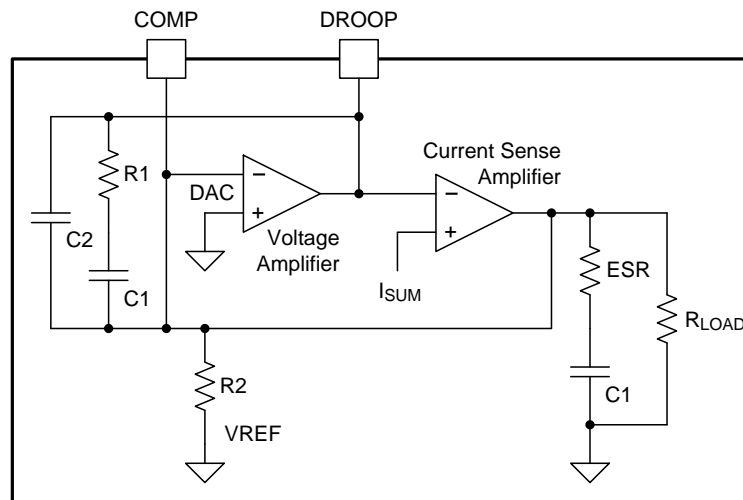 COMP
DROOP
R1
DAC
Current Sense
Amplifier
C2
Voltage
Amplifier
C1
ISUM
ESR
RLOAD
R2
C1
VREF